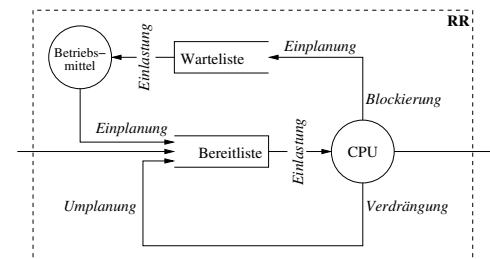 RR
Betriebs–
mittel
Einlastung
Warteliste
Einplanung
Blockierung
Einplanung
Bereitliste
Einlastung
CPU
Umplanung
Verdrängung